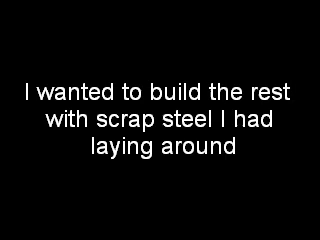 I wanted to build the rest
with scrap steel I had
laying around